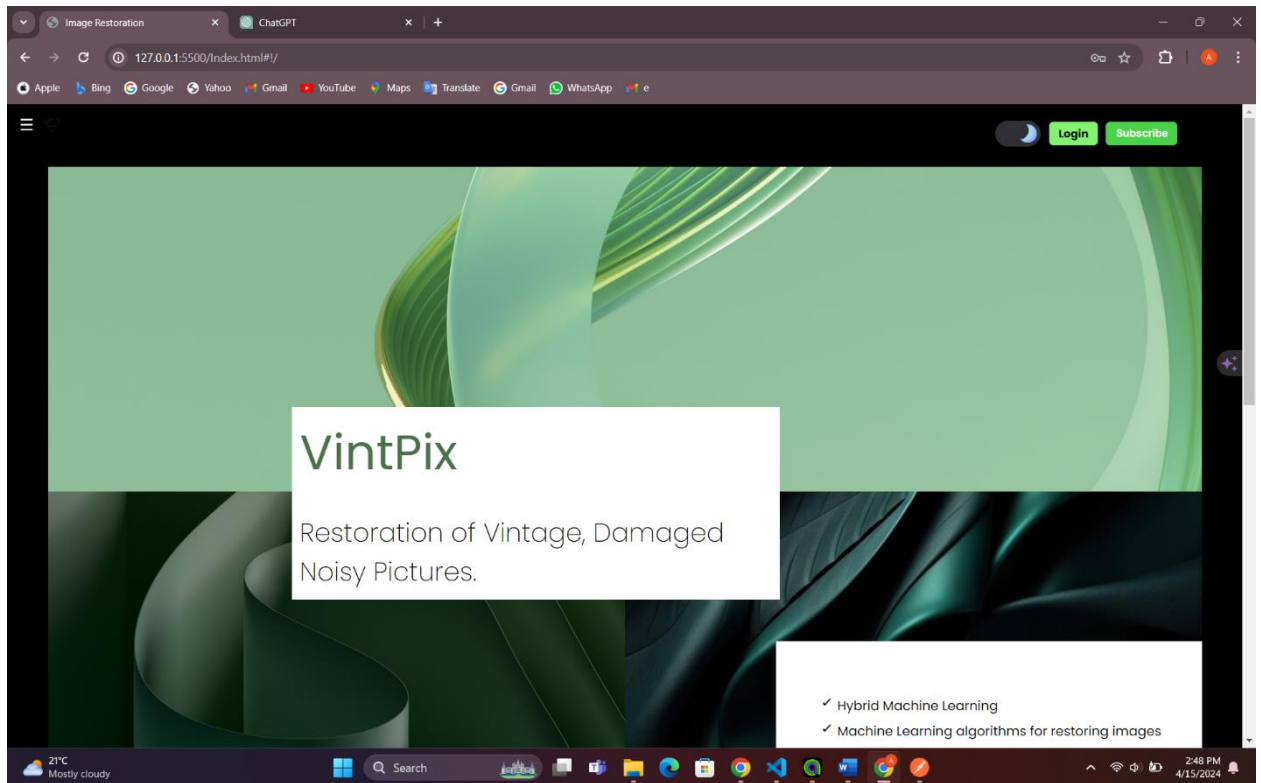 Image Restoration
ChatGPT
127.0.0.1:5500/Index.html#!/
Apple Bing Google Yahoo Gmail YouTube Maps Translate Gmail WhatsApp e
Login Subscribe
VintPix
Restoration of Vintage, Damaged
Noisy Pictures.
Hybrid Machine Learning
Machine Learning algorithms for restoring images
21°C
Mostly cloudy
Search
2:48 PM
4/15/2024